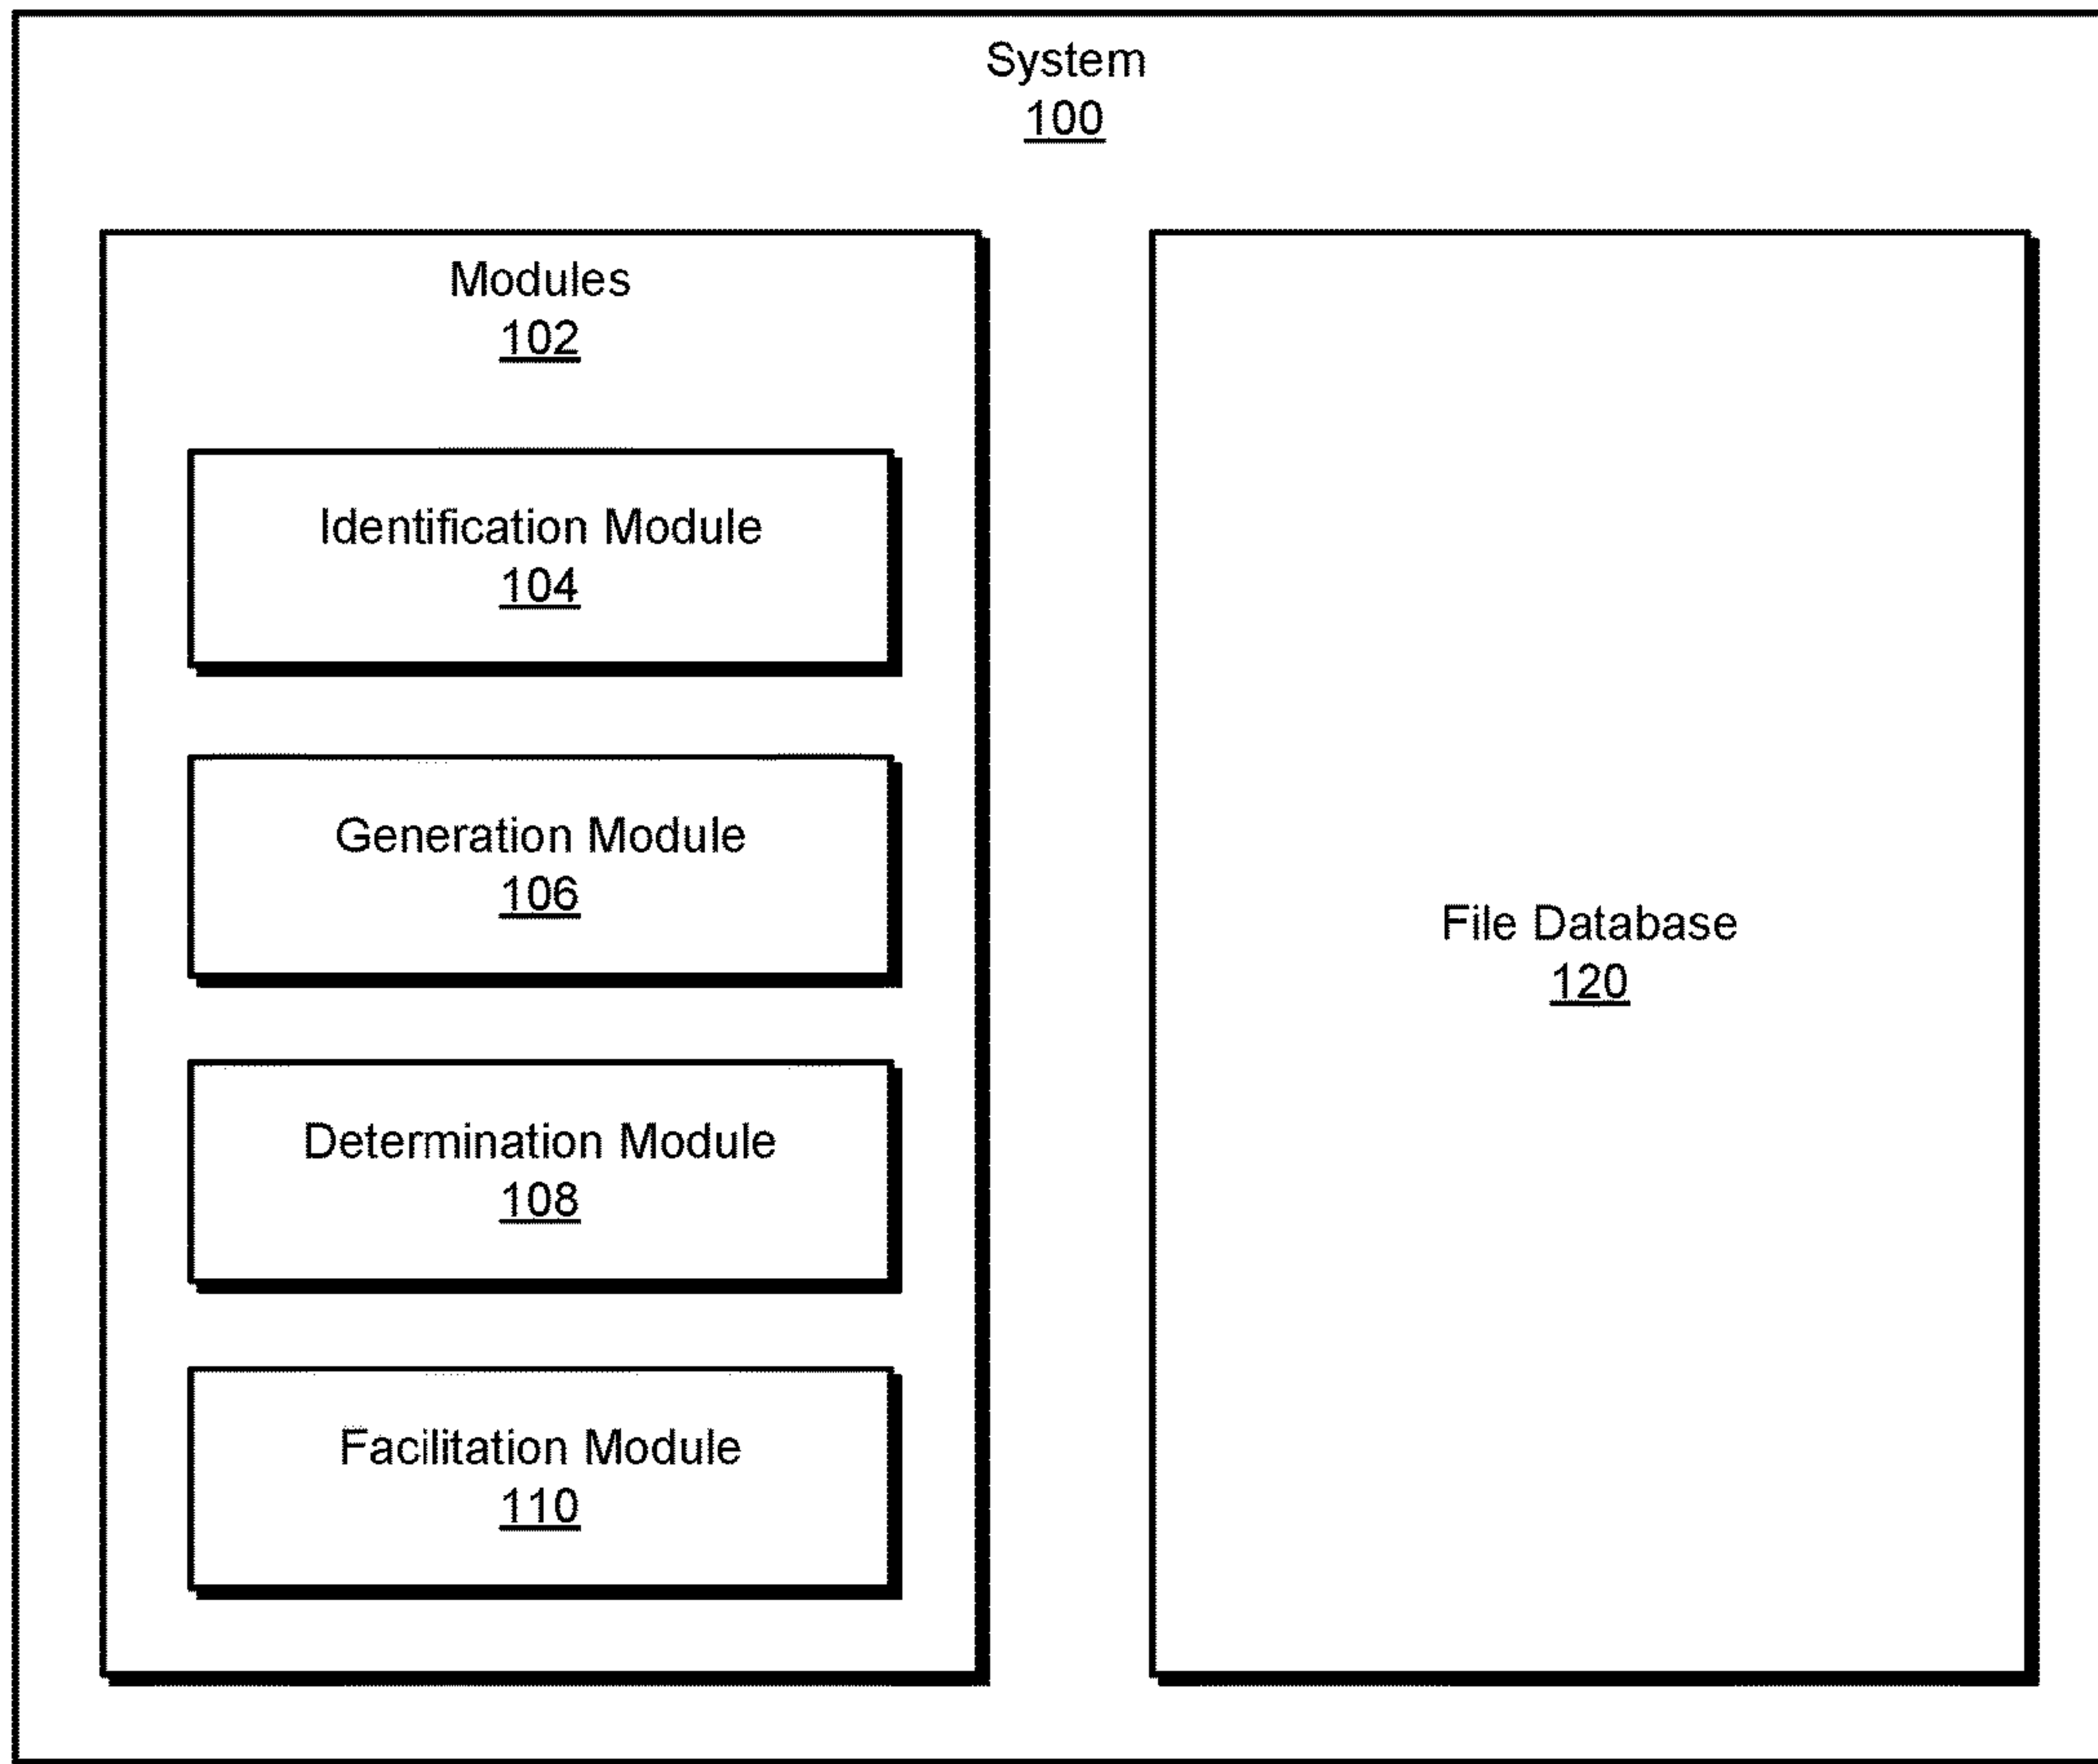 System
100
Modules
102
Identification Module
104
Generation Module
106
Determination Module
108
Facilitation Module
110
File Database
120